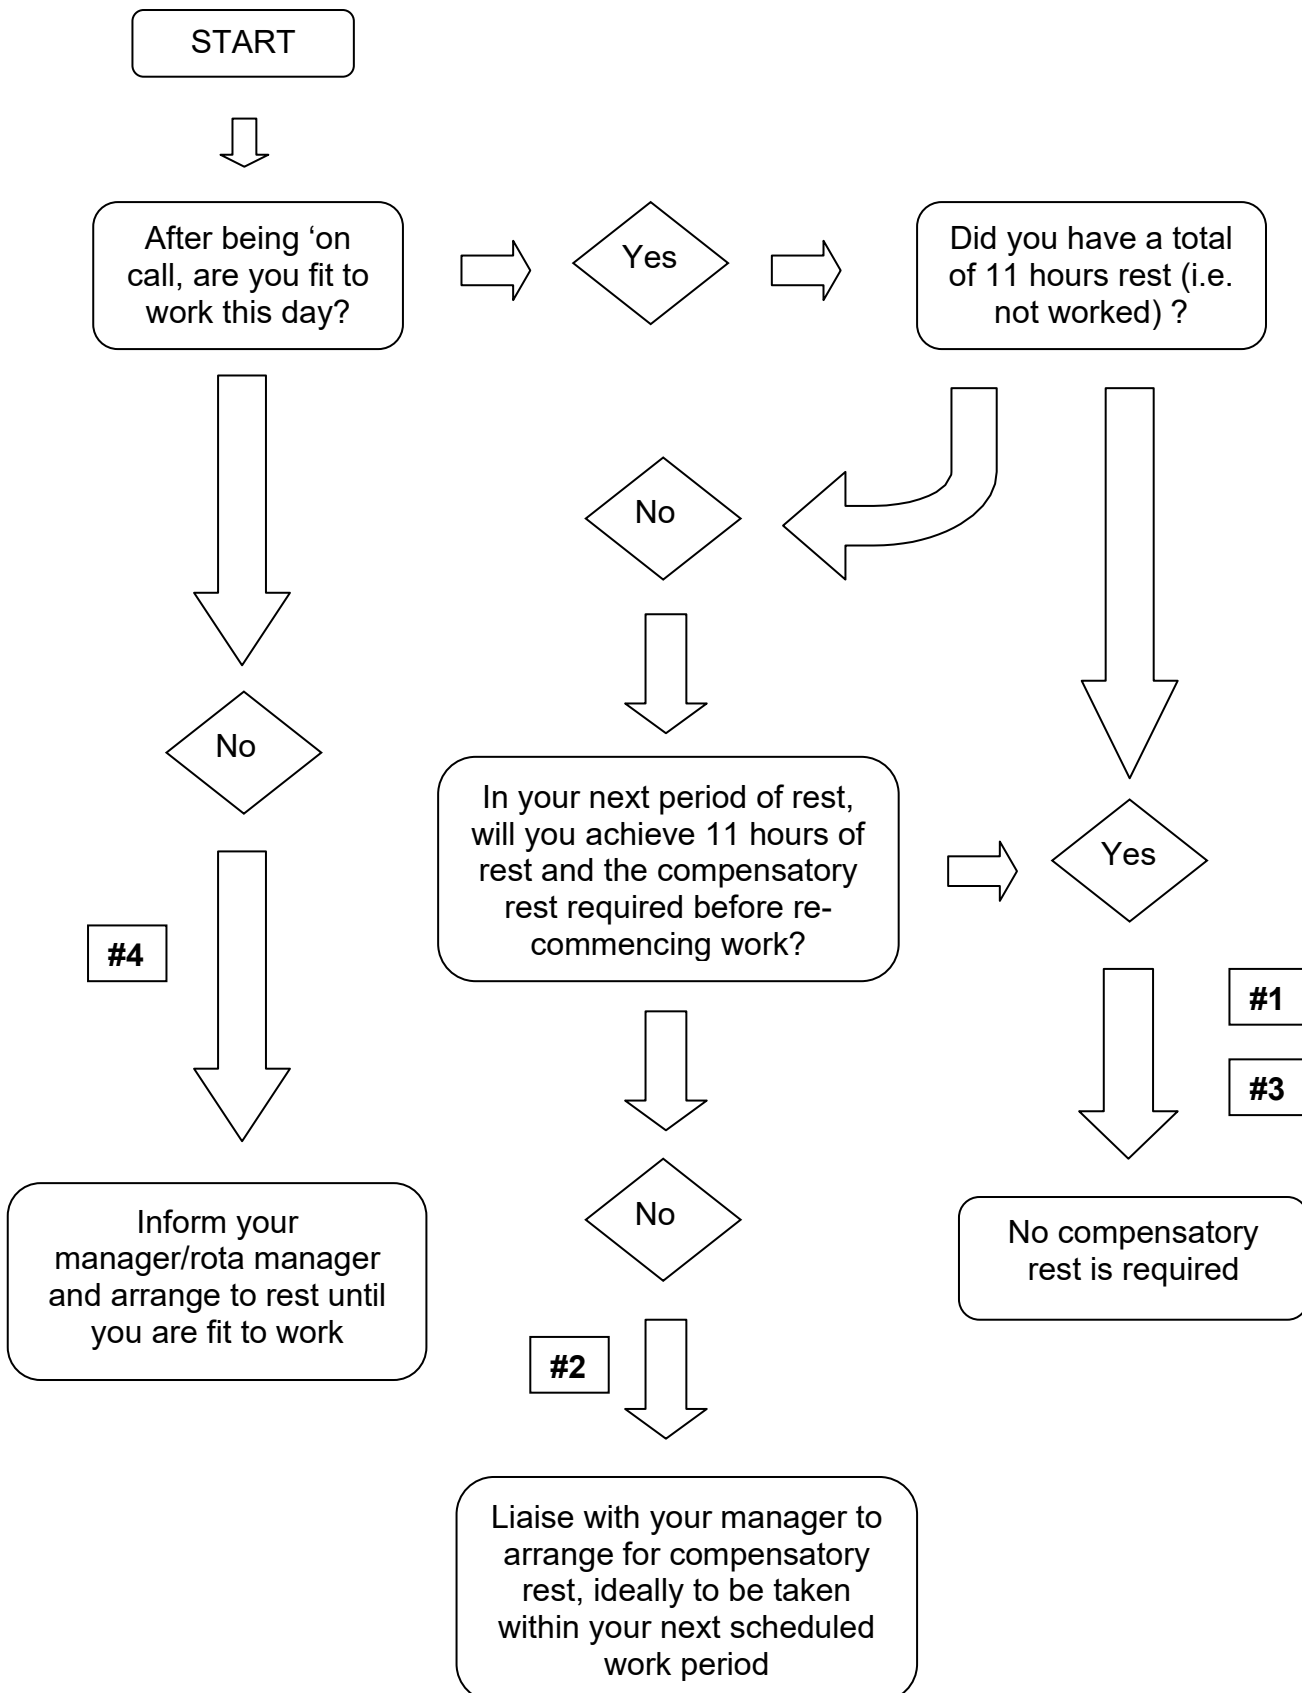 START
After being ‘on
call, are you fit to
work this day?
Yes
Did you have a total
of 11 hours rest (i.e.
not worked) ?
No
No
In your next period of rest,
will you achieve 11 hours of
rest and the compensatory
rest required before re-
commencing work?
Yes
#4
#1
#3
Inform your
manager/rota manager
and arrange to rest until
you are fit to work
No
No compensatory
rest is required
#2
Liaise with your manager to
arrange for compensatory
rest, ideally to be taken
within your next scheduled
work period